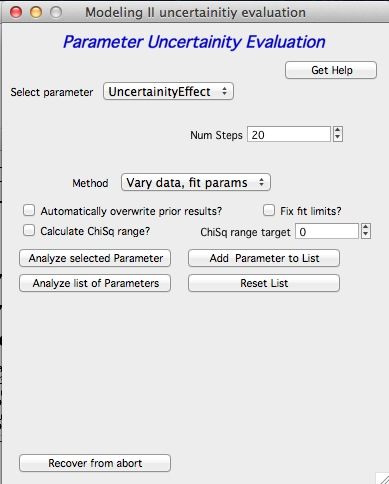 Modeling II uncertainitiy evaluation
Parameter Uncertainity Evaluation
Get Help
Select parameter UncertainityEffect
Num Steps 20
Method Vary data, fit params
Automatically overwrite prior results? Fix fit limits?
Calculate ChiSq range? ChiSq range target 0
Analyze selected Parameter Add Parameter to List
Analyze list of Parameters Reset List
Recover from abort